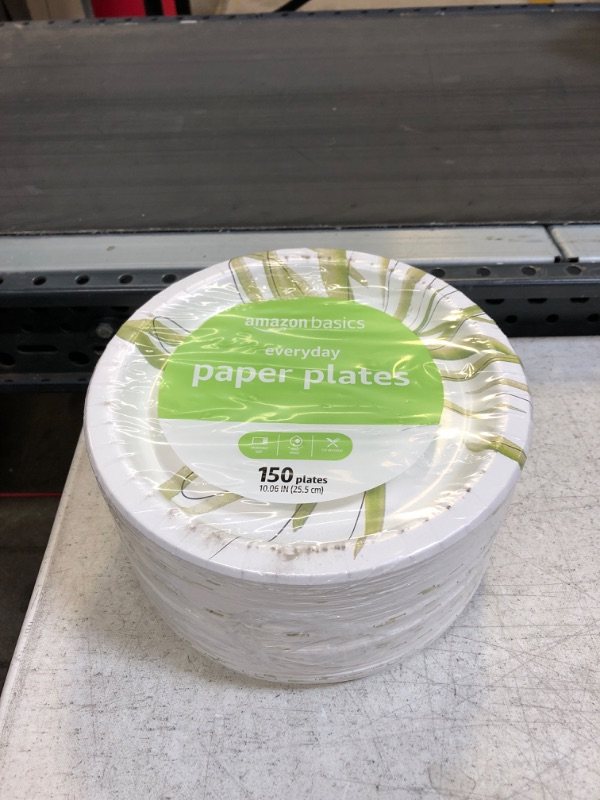 amazon basics
everyday
paper plates
150 plates
10.06 IN (25.5 cm)